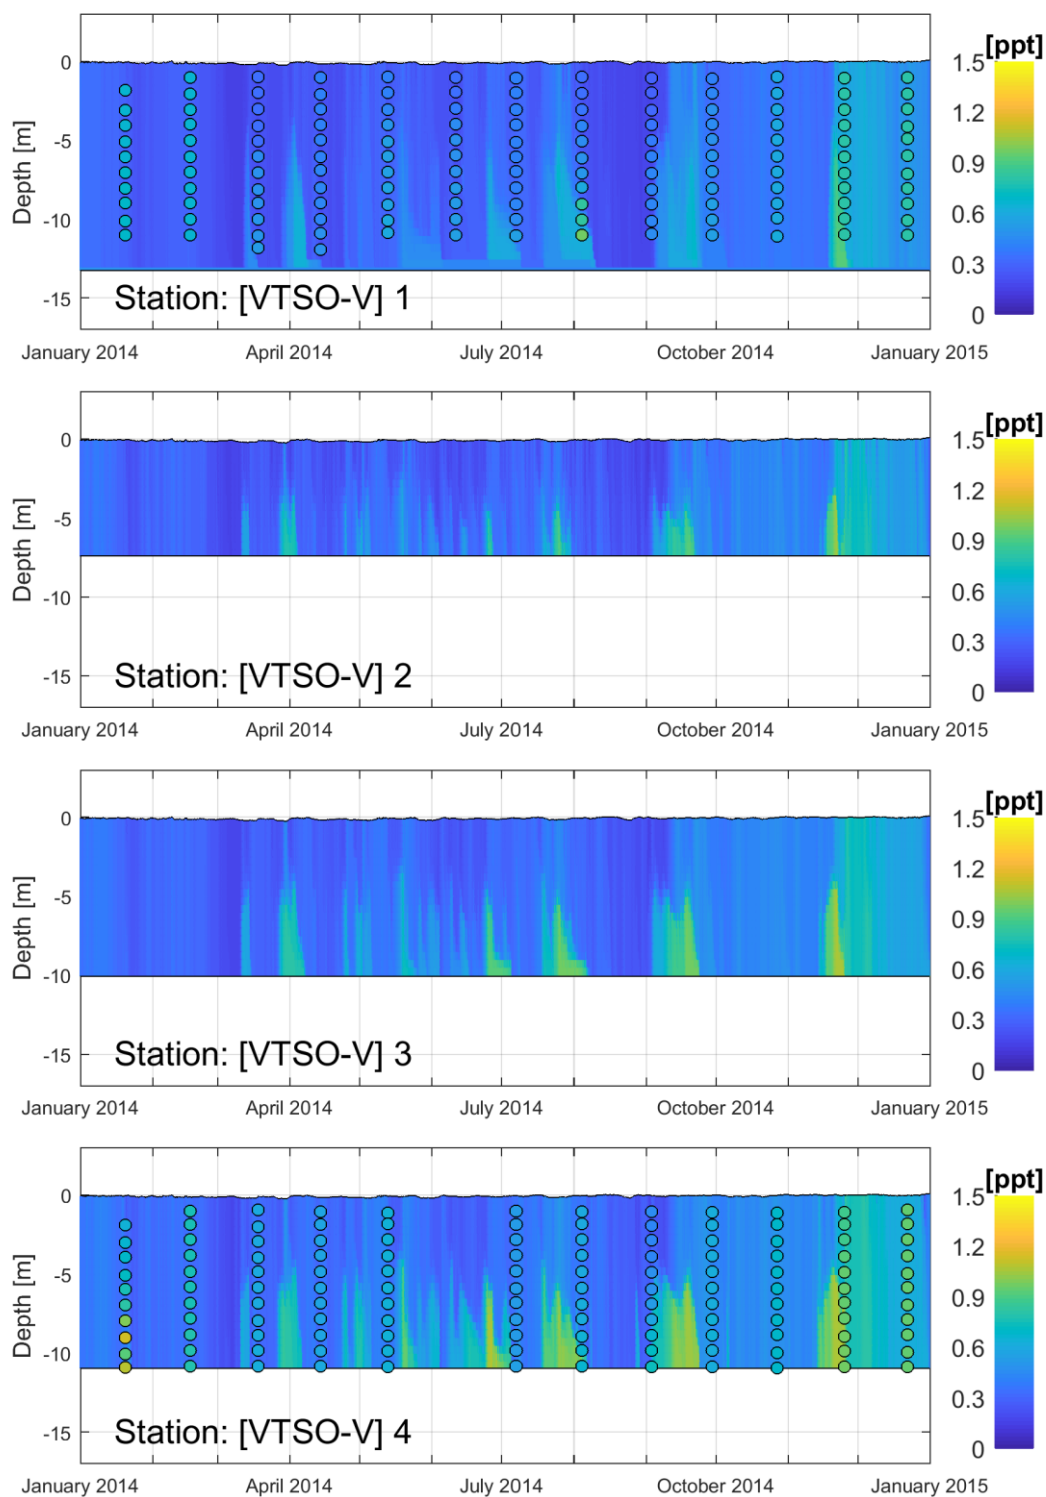 [ppt]
1.5
1.2
0.9
0.6
0.3
0
0
-5
-10
-15
Depth [m]
Station: [VTSO-V] 1
January 2014 April 2014 July 2014 October 2014 January 2015
[ppt]
1.5
1.2
0.9
0.6
0.3
0
0
-5
-10
-15
Depth [m]
Station: [VTSO-V] 2
January 2014 April 2014 July 2014 October 2014 January 2015
[ppt]
1.5
1.2
0.9
0.6
0.3
0
0
-5
-10
-15
Depth [m]
Station: [VTSO-V] 3
January 2014 April 2014 July 2014 October 2014 January 2015
[ppt]
1.5
1.2
0.9
0.6
0.3
0
0
-5
-10
-15
Depth [m]
Station: [VTSO-V] 4
January 2014 April 2014 July 2014 October 2014 January 2015